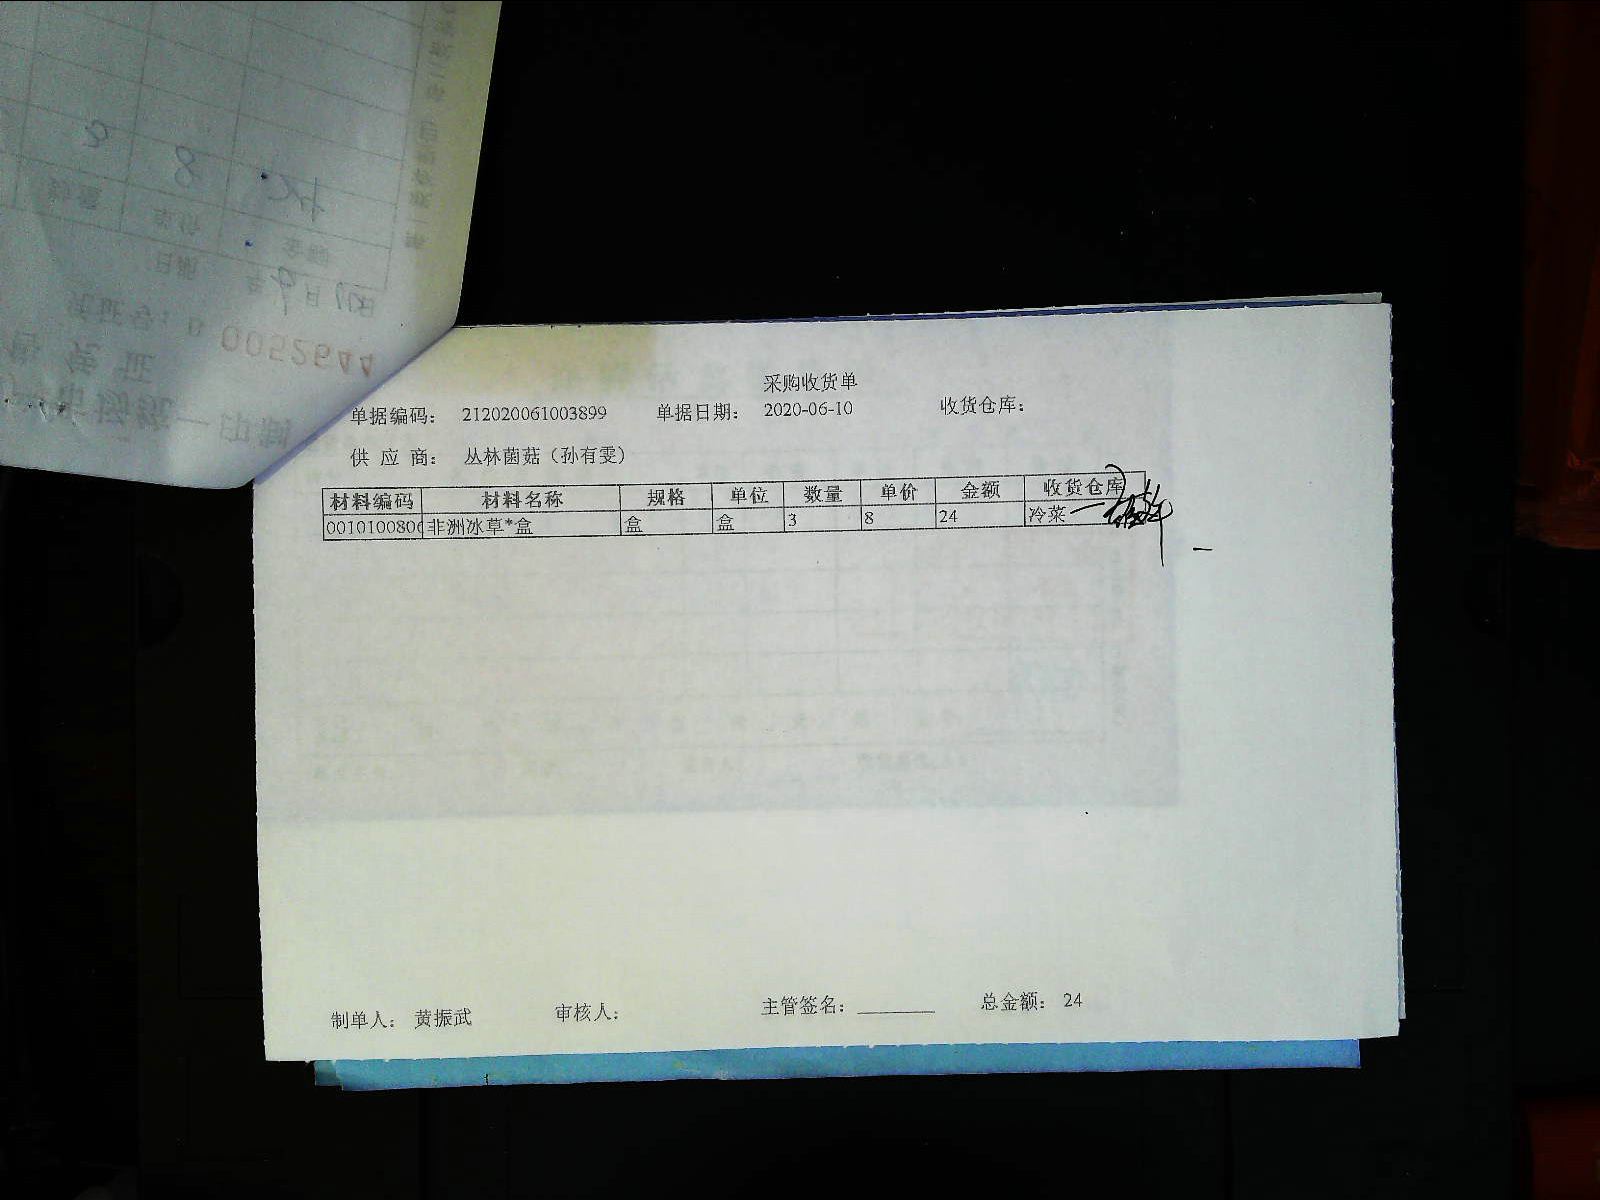 采购收货单
单据编码： 212020061003899 单据日期： 2020-06-10 收货仓库：
供 应 商： 丛林菌菇（孙有雯）
材料编码 材料名称 规格 单位 数量 单价 金额 收货仓库
0010100806 非洲冰草*盒 盒 盒 3 8 24 冷菜
制单人： 黄振武 审核人： 主管签名： 总金额： 24
0052644